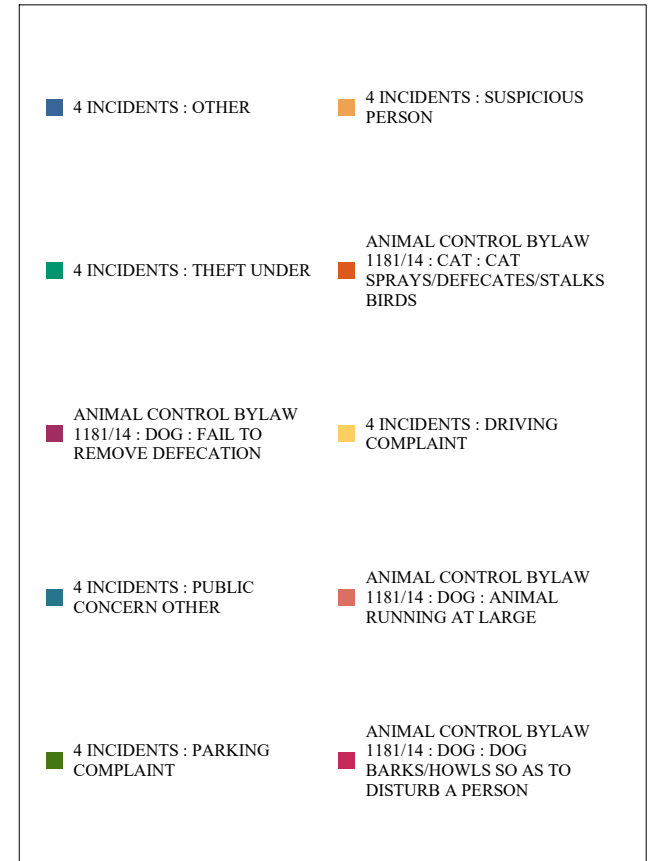 4 INCIDENTS : OTHER
4 INCIDENTS : SUSPICIOUS
PERSON
4 INCIDENTS : THEFT UNDER
ANIMAL CONTROL BYLAW
1181/14 : CAT : CAT
SPRAYS/DEFECATES/STALKS
BIRDS
ANIMAL CONTROL BYLAW
1181/14 : DOG : FAIL TO
REMOVE DEFECATION
4 INCIDENTS : DRIVING
COMPLAINT
4 INCIDENTS : PUBLIC
CONCERN OTHER
ANIMAL CONTROL BYLAW
1181/14 : DOG : ANIMAL
RUNNING AT LARGE
4 INCIDENTS : PARKING
COMPLAINT
ANIMAL CONTROL BYLAW
1181/14 : DOG : DOG
BARKS/HOWLS SO AS TO
DISTURB A PERSON